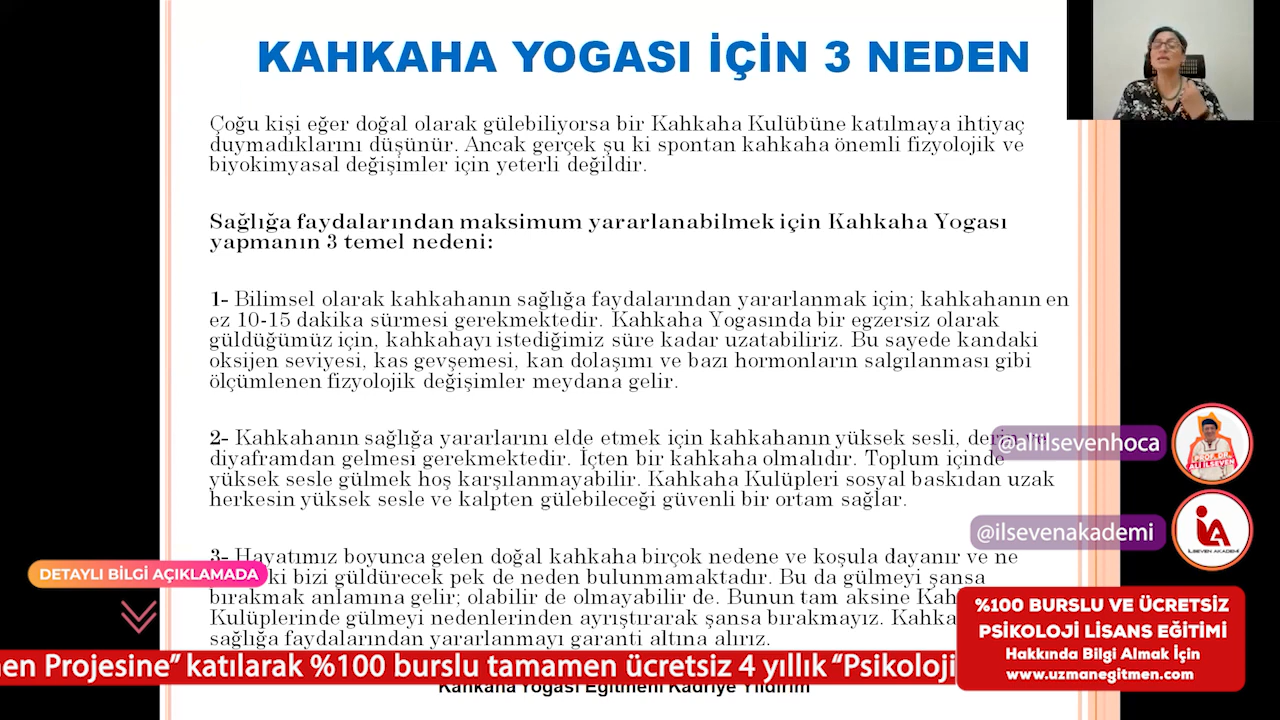 KAHKAHA YOGASI İÇİN 3 NEDEN
Çoğu kişi eğer doğal olarak gülebiliyorsa bir Kahkaha Kulübüne katılmaya ihtiyaç
duymadıklarını düşünür. Ancak gerçek şu ki spontan kahkaha önemli fizyolojik ve
biyokimyasal değişimler için yeterli değildir.
Sağlığa faydalarından maksimum yararlanabilmek için Kahkaha Yogası
yapmanın 3 temel nedeni:
1- Bilimsel olarak kahkahanın sağlığa faydalarından yararlanmak için; kahkahanın en
ez 10-15 dakika sürmesi gerekmektedir. Kahkaha Yogasında bir egzersiz olarak
güldüğümüz için, kahkahayı istediğimiz süre kadar uzatabiliriz. Bu sayede kandaki
oksijen seviyesi, kas gevşemesi, kan dolaşımı ve bazı hormonların salgılanması gibi
ölçümlenen fizyolojik değişimler meydana gelir.
2- Kahkahanın sağlığa yararlarını elde etmek için kahkahanın yüksek sesli,
diyaframdan gelmesi gerekmektedir. İçten bir kahkaha olmalıdır. Toplum içinde
yüksek sesle gülmek hoş karşılanmayabilir. Kahkaha Kulüpleri sosyal baskıdan uzak
herkesin yüksek sesle ve kalpten gülebileceği güvenli bir ortam sağlar.
@aliilsevenhoca
PROF. DR.
ALİ İLSEVEN
@ilsevenakademi
İLSEVEN AKADEMİ
3- Hayatımız boyunca gelen doğal kahkaha birçok nedene ve koşula dayanır ve ne
ki bizi güldürecek pek de neden bulunmamaktadır. Bu da gülmeyi şansa
bırakmak anlamına gelir; olabilir de olmayabilir de. Bunun tam aksine Kah
Kulüplerinde gülmeyi nedenlerinden ayrıştırarak şansa bırakmayız. Kahka
sağlığa faydalarından yararlanmayı garanti altına alırız.
DETAYLI BİLGİ AÇIKLAMADA
%100 BURSLU VE ÜCRETSİZ
PSİKOLOJİ LİSANS EĞİTİMİ
Hakkında Bilgi Almak İçin
www.uzmanegitmen.com
nen Projesine” katılarak %100 burslu tamamen ücretsiz 4 yıllık “Psikoloji
Kahkaha Yogası Eğitmeni Kadriye Yıldırım